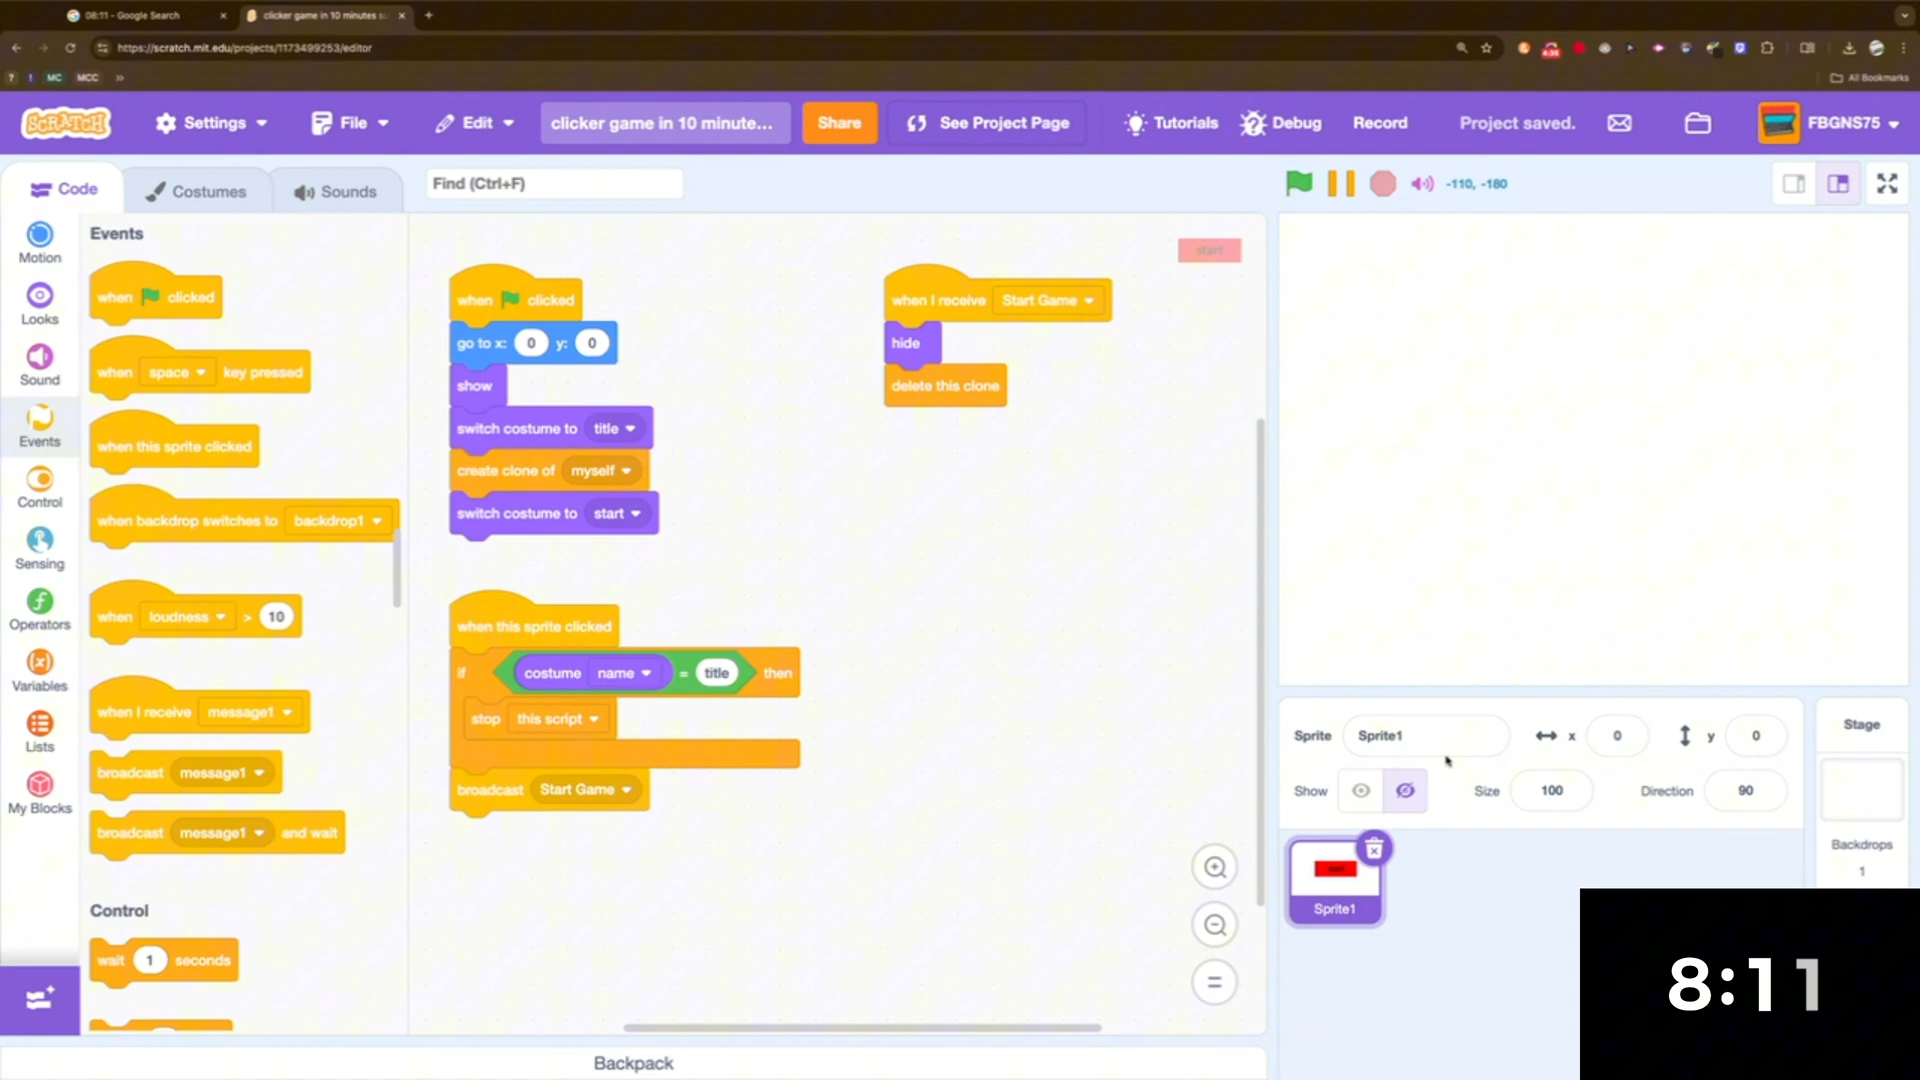 08:11 - Google Search
clicker game in 10 minutes su
https://scratch.mit.edu/projects/1173499253/editor
MC
MCC
All Bookmarks
SCRATCH
Settings
File
Edit
clicker game in 10 minute...
Share
See Project Page
Tutorials
Debug
Record
Project saved.
FBGNS75
Code
Costumes
Sounds
Find (Ctrl+F)
-110, -180
Motion
Looks
Sound
Events
Control
Sensing
Operators
Variables
Lists
My Blocks
Events
when clicked
when space key pressed
when this sprite clicked
when backdrop switches to backdrop1
when loudness > 10
when I receive message1
broadcast message1
broadcast message1 and wait
Control
wait 1 seconds
when clicked
go to x: 0 y: 0
show
switch costume to title
create clone of myself
switch costume to start
when this sprite clicked
if costume name = title then
stop this script
broadcast Start Game
when I receive Start Game
hide
delete this clone
start
Backpack
Sprite Sprite1 x 0 y 0
Show Size 100 Direction 90
Sprite1
Stage
Backdrops
1
8:11